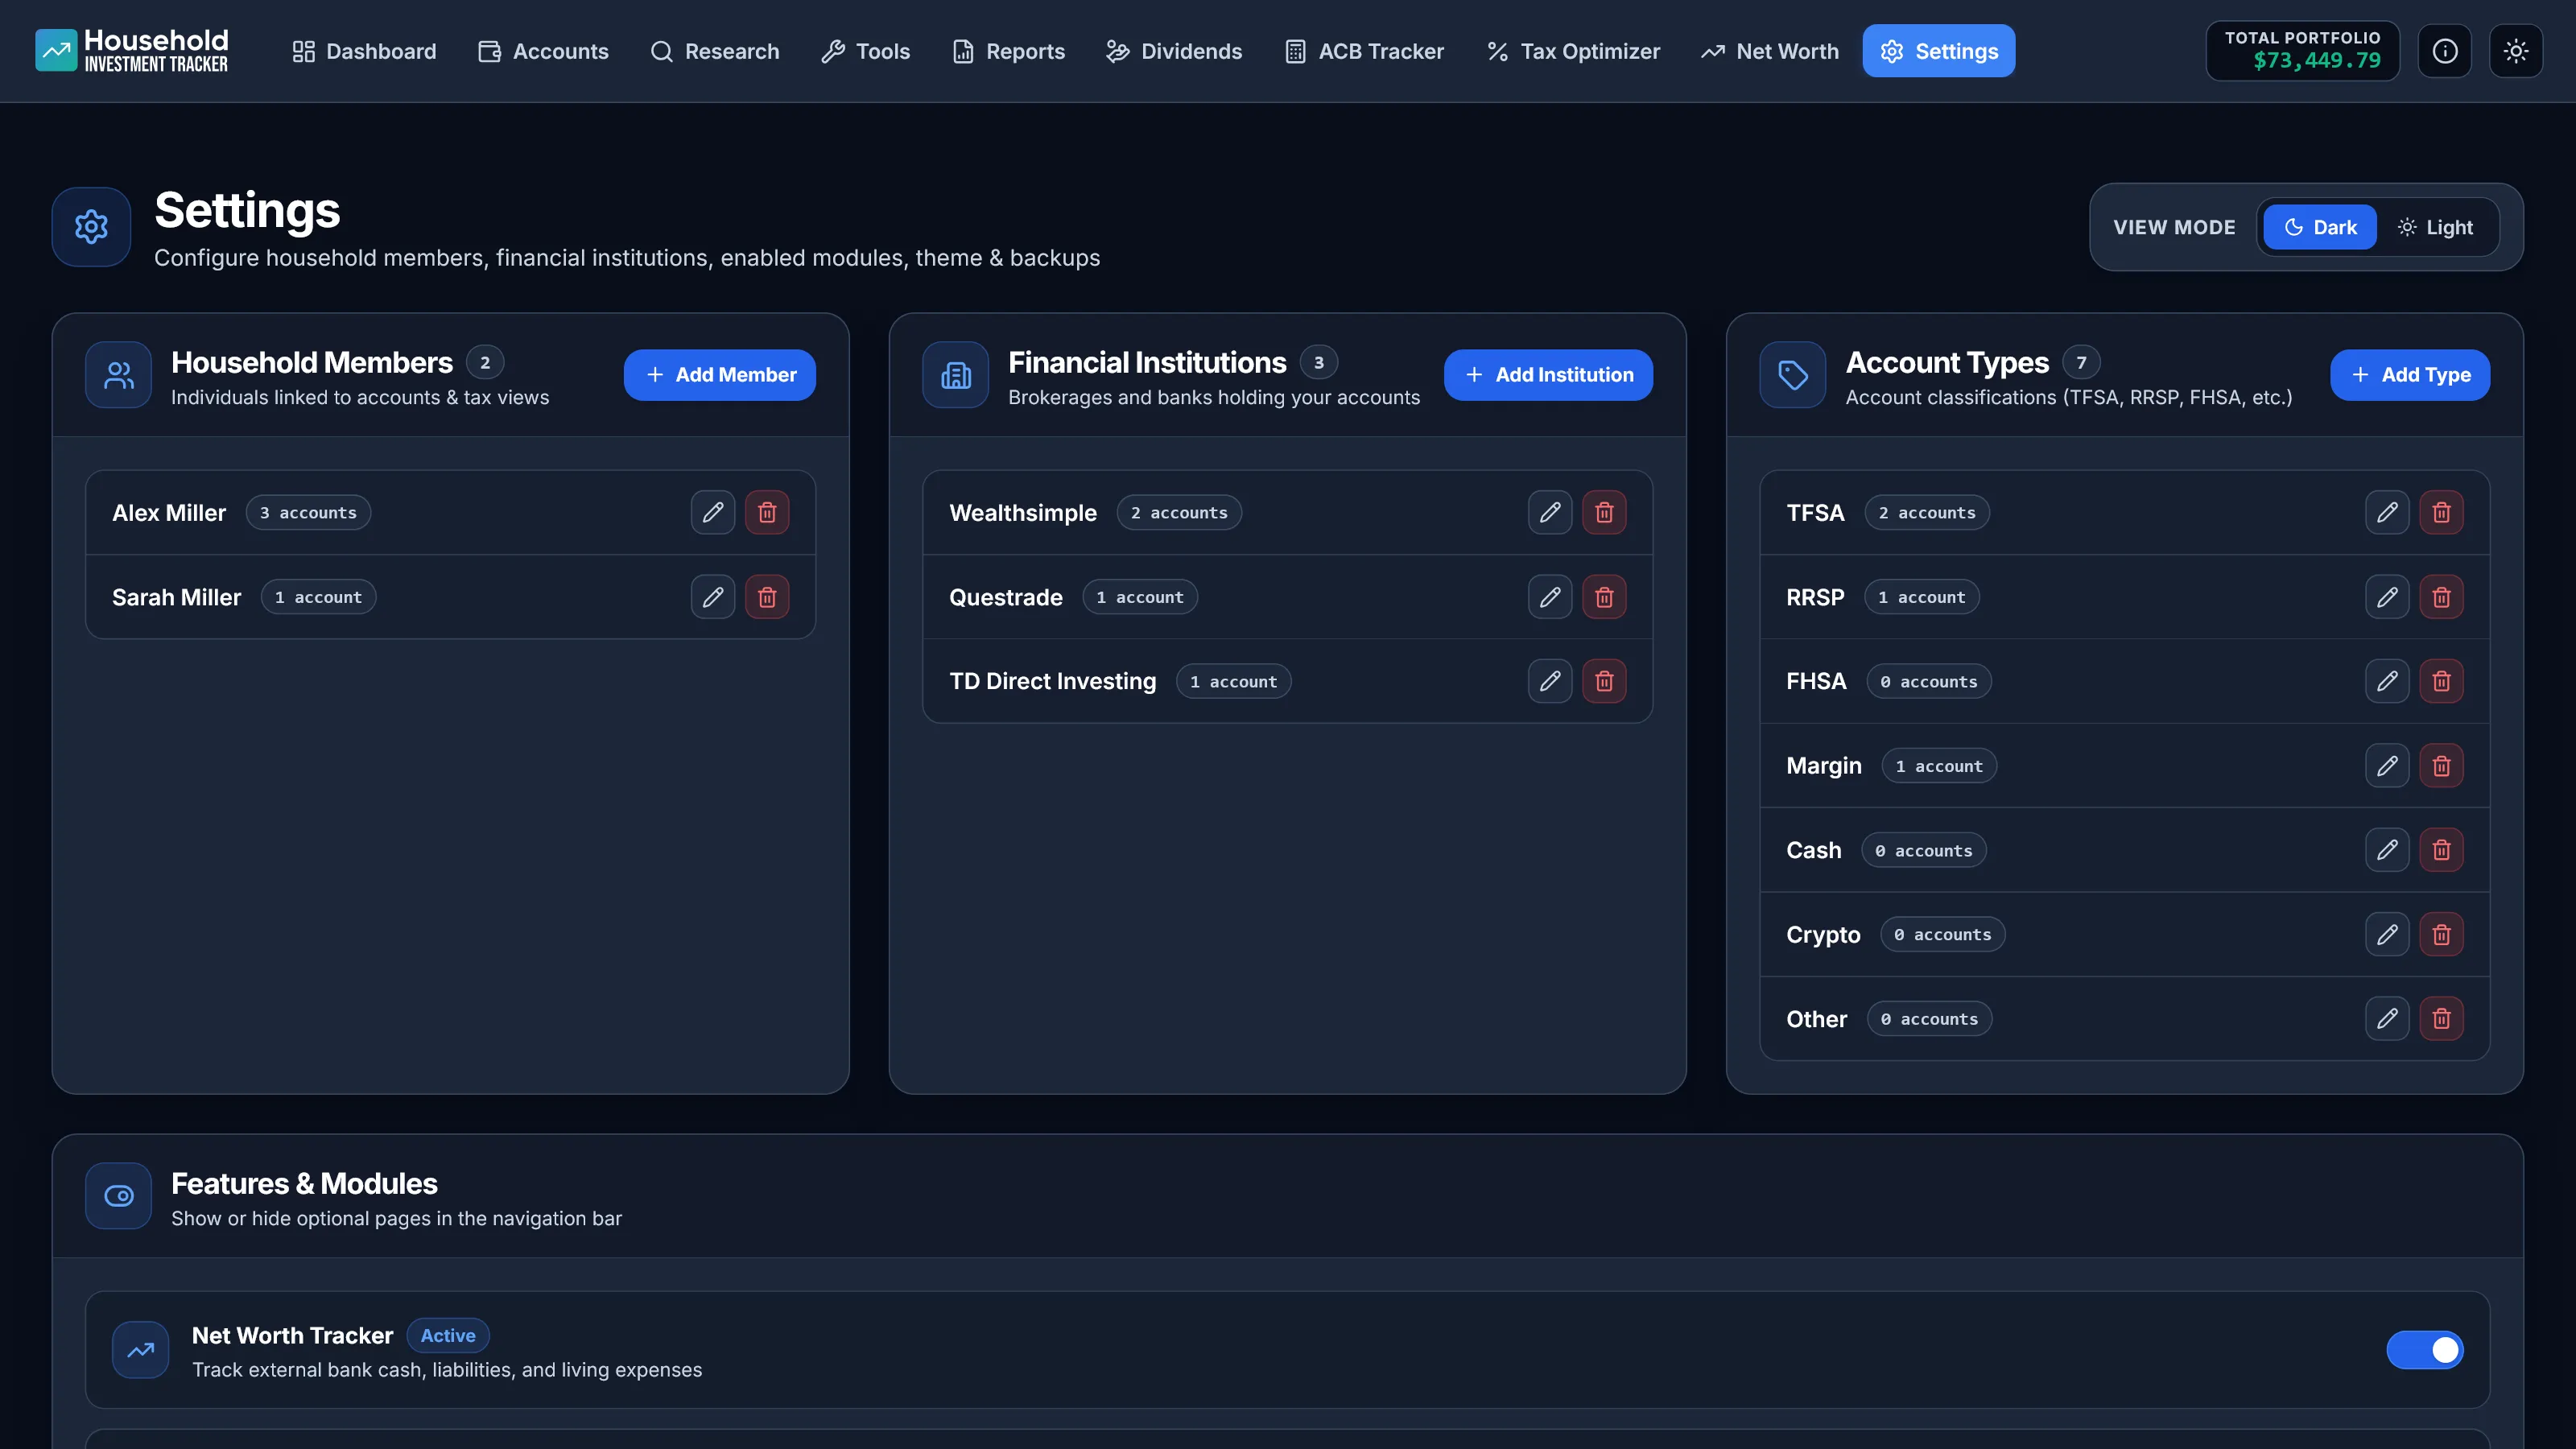 Household
INVESTMENT TRACKER
Dashboard
Accounts
Research
Tools
Reports
Dividends
ACB Tracker
Tax Optimizer
Net Worth
Settings
TOTAL PORTFOLIO
$73,449.79
Settings
Configure household members, financial institutions, enabled modules, theme & backups
VIEW MODE
Dark
Light
Household Members 2
Individuals linked to accounts & tax views
Add Member
Alex Miller 3 accounts
Sarah Miller 1 account
Financial Institutions 3
Brokerages and banks holding your accounts
Add Institution
Wealthsimple 2 accounts
Questrade 1 account
TD Direct Investing 1 account
Account Types 7
Account classifications (TFSA, RRSP, FHSA, etc.)
Add Type
TFSA 2 accounts
RRSP 1 account
FHSA 0 accounts
Margin 1 account
Cash 0 accounts
Crypto 0 accounts
Other 0 accounts
Features & Modules
Show or hide optional pages in the navigation bar
Net Worth Tracker Active
Track external bank cash, liabilities, and living expenses